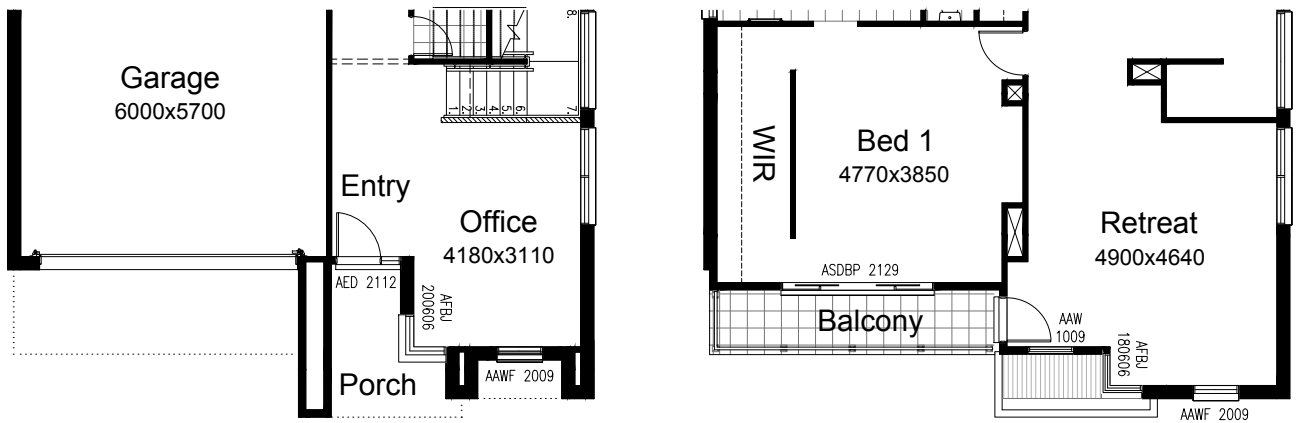 Garage
6000x5700
1.
2.
3.
4.
5.
6.
7.
8.
Entry
Office
4180x3110
AED 2112
AFBJ
200606
AAWF 2009
Porch
WIR
Bed 1
4770x3850
ASDBP 2129
Balcony
Retreat
4900x4640
AAW
1009
AFBJ
180606
AAWF 2009